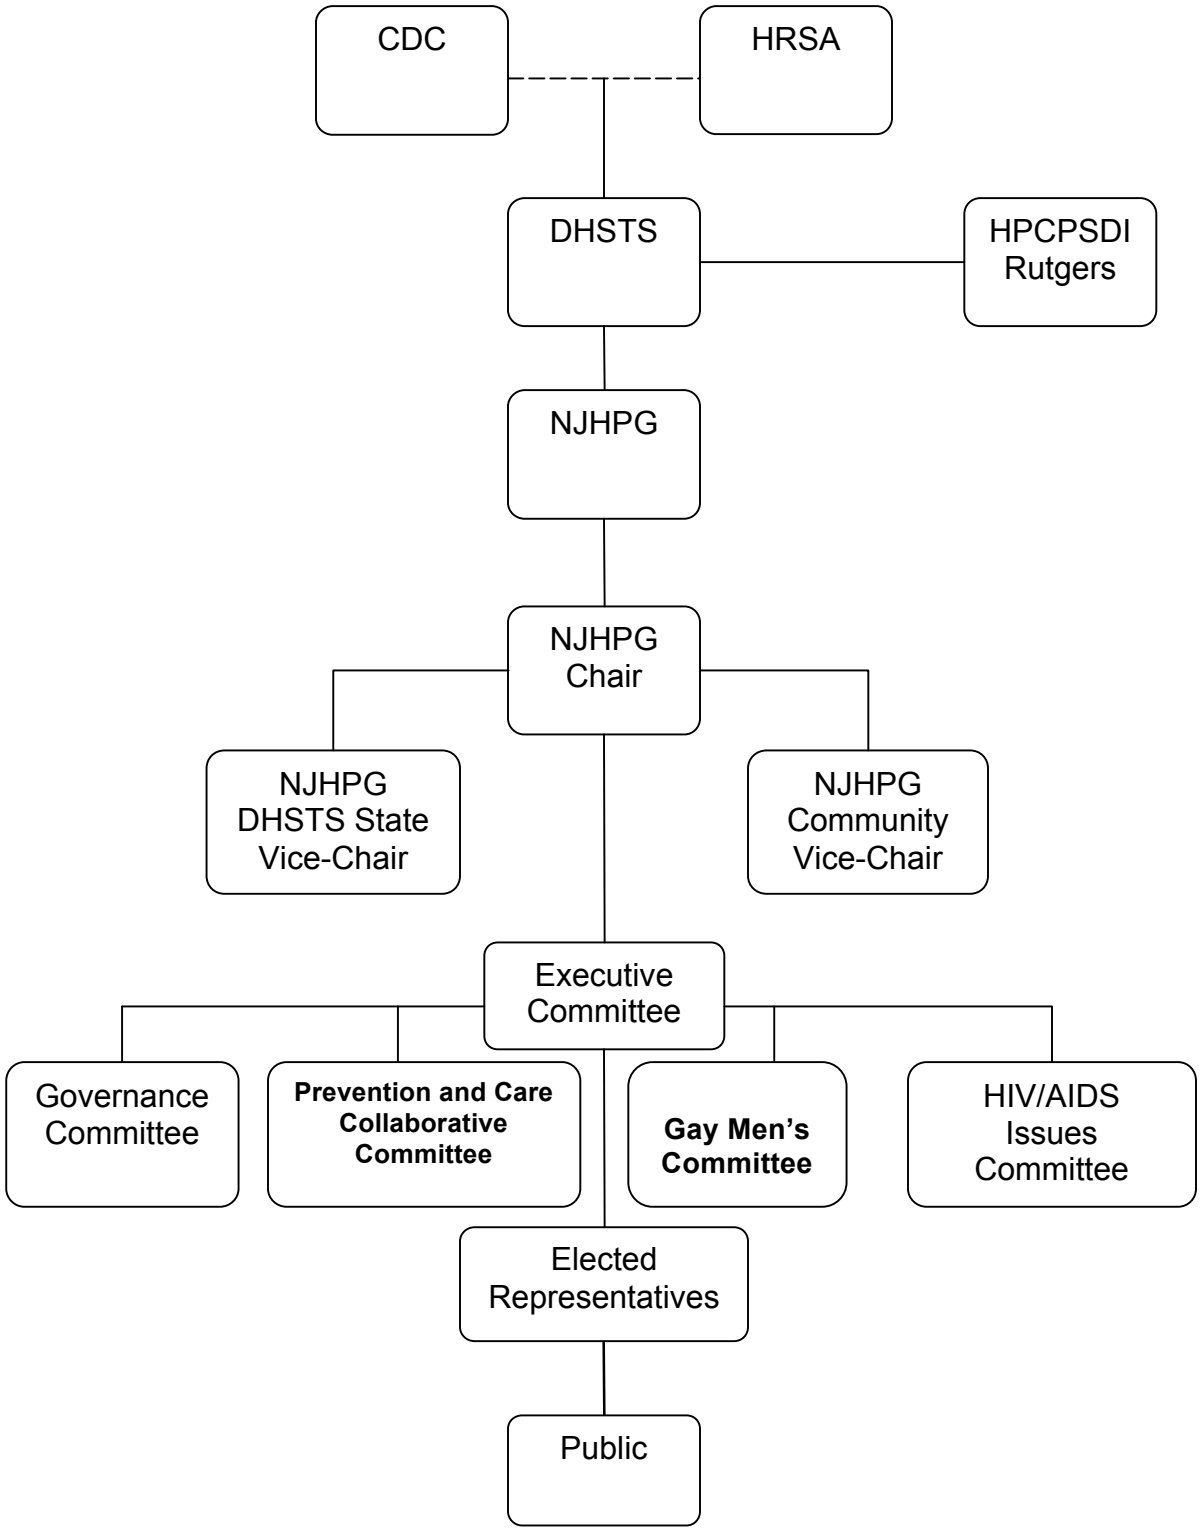 CDC
HRSA
DHSTS
HPCPSDI
Rutgers
NJHPG
NJHPG
Chair
NJHPG
DHSTS State
Vice-Chair
NJHPG
Community
Vice-Chair
Executive
Committee
Governance
Committee
Prevention and Care
Collaborative
Committee
Gay Men’s
Committee
HIV/AIDS
Issues
Committee
Elected
Representatives
Public